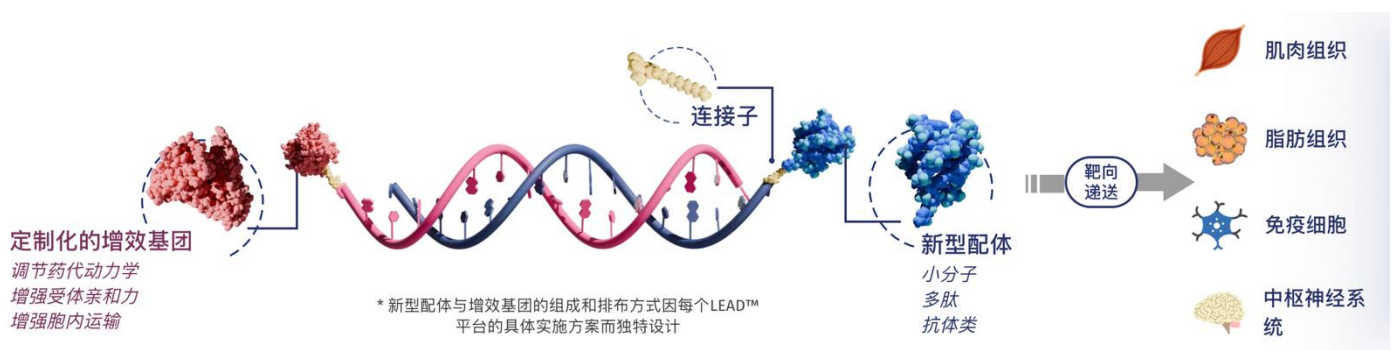 定制化的增效基团
调节药代动力学
增强受体亲和力
增强胞内运输
连接子
* 新型配体与增效基团的组成和排布方式因每个LEAD™
平台的具体实施方案而独特设计
新型配体
小分子
多肽
抗体类
靶向
递送
肌肉组织
脂肪组织
免疫细胞
中枢神经系
统